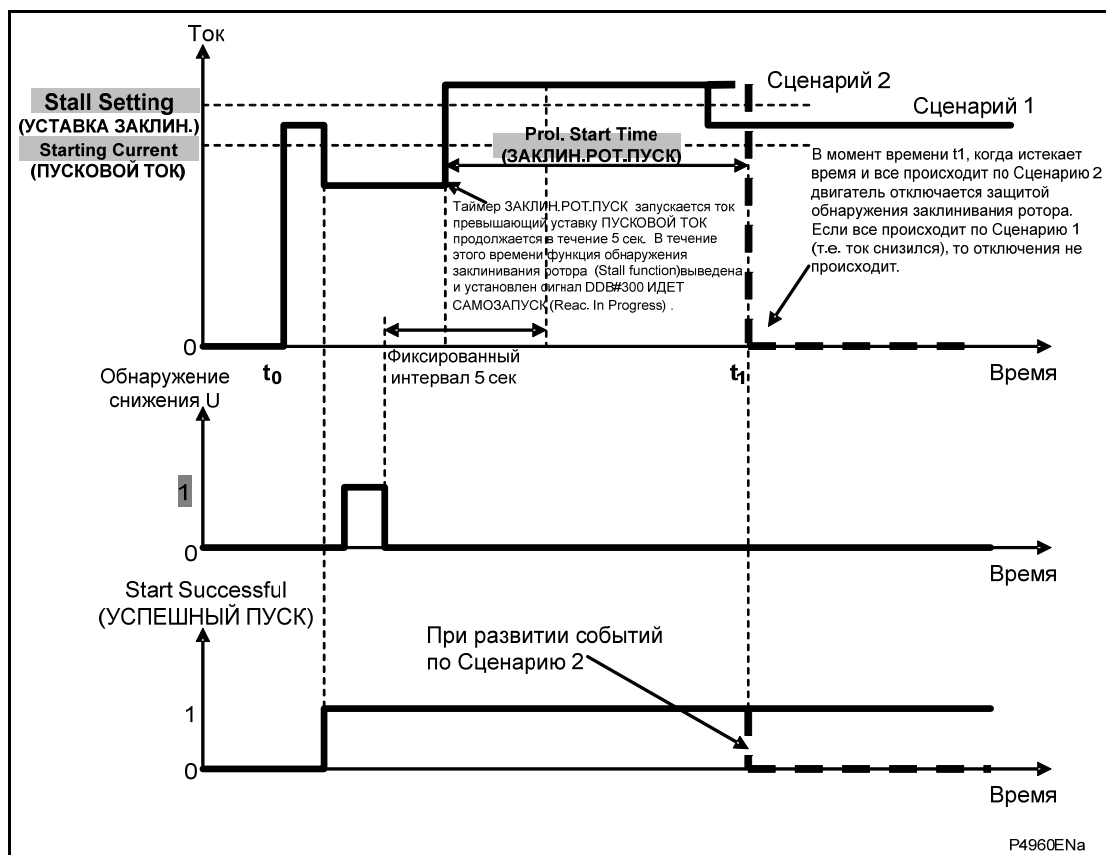 Ток
Stall Setting
(УСТАВКА ЗАКЛИН.)
Starting Current
(ПУСКОВОЙ ТОК)
Сценарий 2
Сценарий 1
Prol. Start Time
(ЗАКЛИН.РОТ.ПУСК)
В момент времени t1, когда истекает
время и все происходит по Сценарию 2
двигатель отключается защитой
обнаружения заклинивания ротора.
Если все происходит по Сценарию 1
(т.е. ток снизился), то отключения не
происходит.
Таймер ЗАКЛИН.РОТ.ПУСК запускается ток
превышающий уставку ПУСКОВОЙ ТОК
продолжается в течение 5 сек. В течение
этого времени функция обнаружения
заклинивания ротора (Stall function)выведена
и установлен сигнал DDB#300 ИДЕТ
САМОЗАПУСК (Reac. In Progress) .
0
t0
Фиксированный
интервал 5 сек
t1
Время
Обнаружение
снижения U
1
0
Время
Start Successful
(УСПЕШНЫЙ ПУСК)
При развитии событий
по Сценарию 2
1
0
Время
P4960ENa